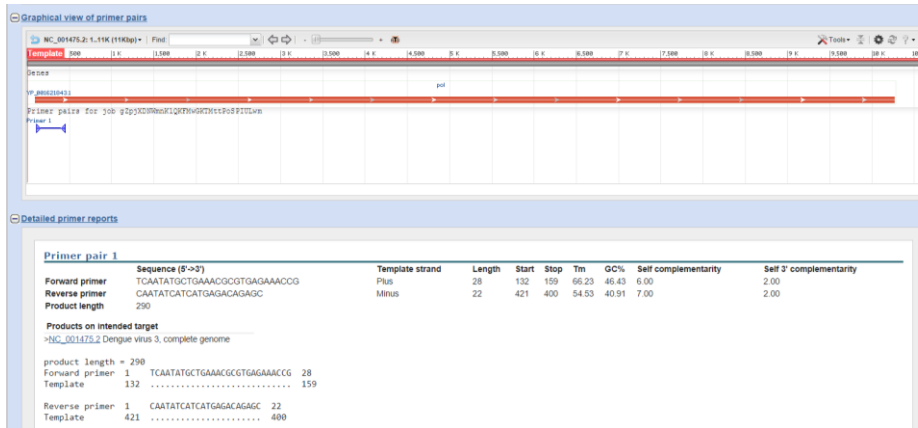 Graphical view of primer pairs
NC_001475.2: 1..11K (11Kbp) Find: Tools ?
Template 500 1 K 1,500 2 K 2,500 3 K 3,500 4 K 4,500 5 K 5,500 6 K 6,500 7 K 7,500 8 K 8,500 9 K 9,500 10 K
Genes
pol
Primer pairs for job
Primer 1
Detailed primer reports
Primer pair 1
Sequence (5'->3') Template strand Length Start Stop Tm GC% Self complementarity Self 3' complementarity
Forward primer TCAATATGCTGAAACGCGTGAGAAACCG Plus 28 132 159 66.23 46.43 6.00 2.00
Reverse primer CAATATCATCATGAGACAGAGC Minus 22 421 400 54.53 40.91 7.00 2.00
Product length 290
Products on intended target
>NC_001475.2 Dengue virus 3, complete genome
product length = 290
Forward primer 1 TCAATATGCTGAAACGCGTGAGAAACCG 28
Template 132 ............................ 159
Reverse primer 1 CAATATCATCATGAGACAGAGC 22
Template 421 ...................... 400